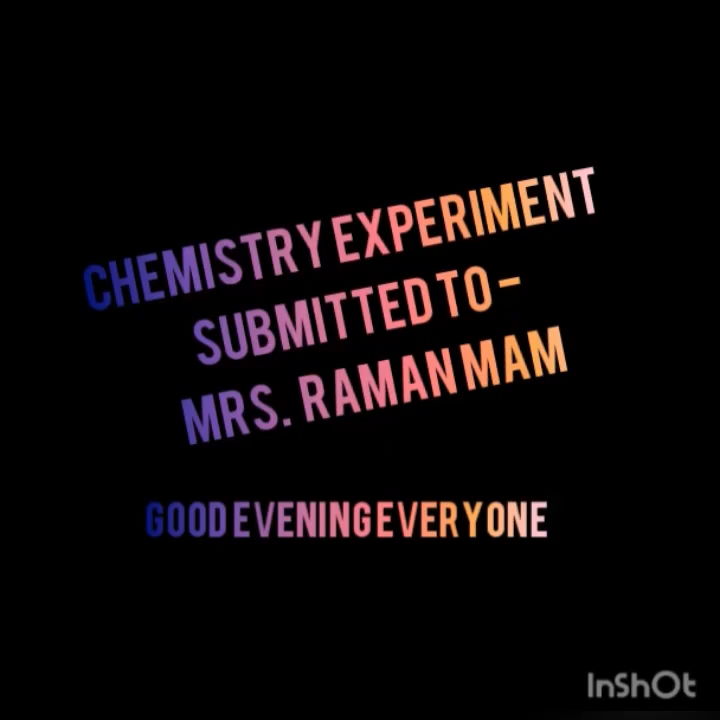 CHEMISTRY EXPERIMENT
SUBMITTED TO -
MRS. RAMAN MAM
GOOD EVENING EVERYONE
InShOt